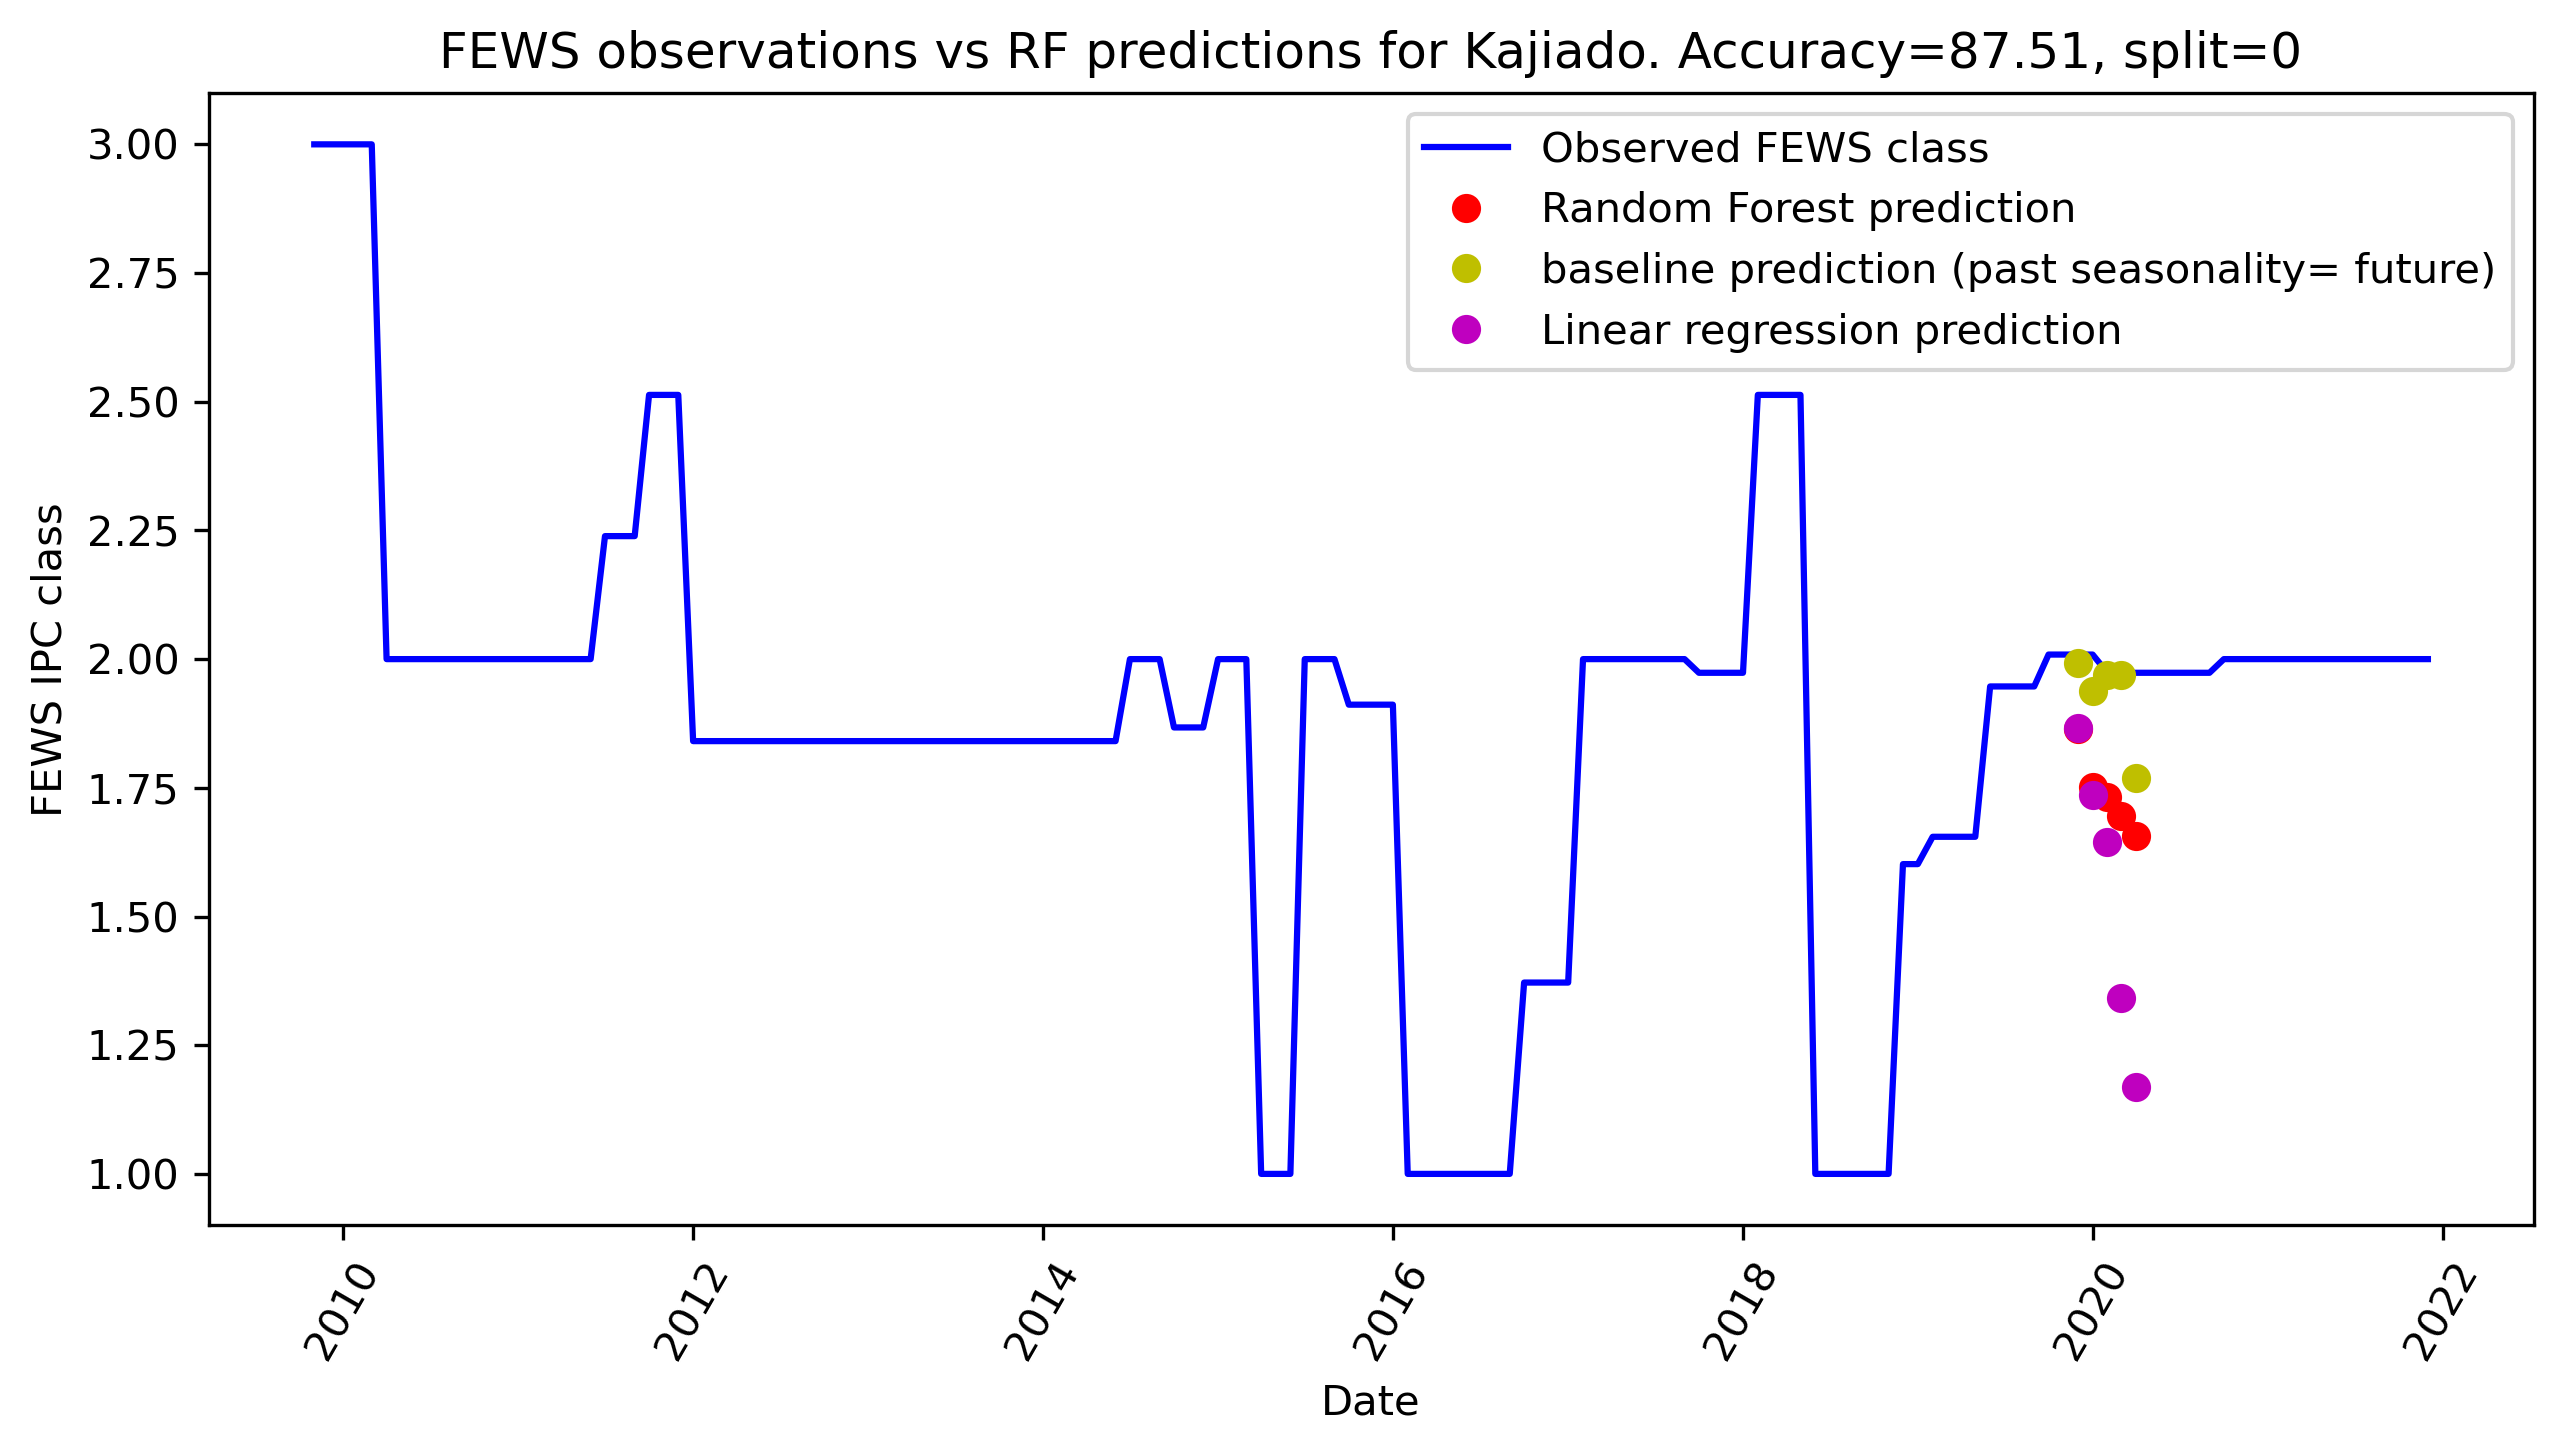 FEWS observations vs RF predictions for Kajiado. Accuracy=87.51, split=0
Observed FEWS class
Random Forest prediction
baseline prediction (past seasonality= future)
Linear regression prediction
FEWS IPC class
3.00
2.75
2.50
2.25
2.00
1.75
1.50
1.25
1.00
2010
2012
2014
2016
2018
2020
2022
Date